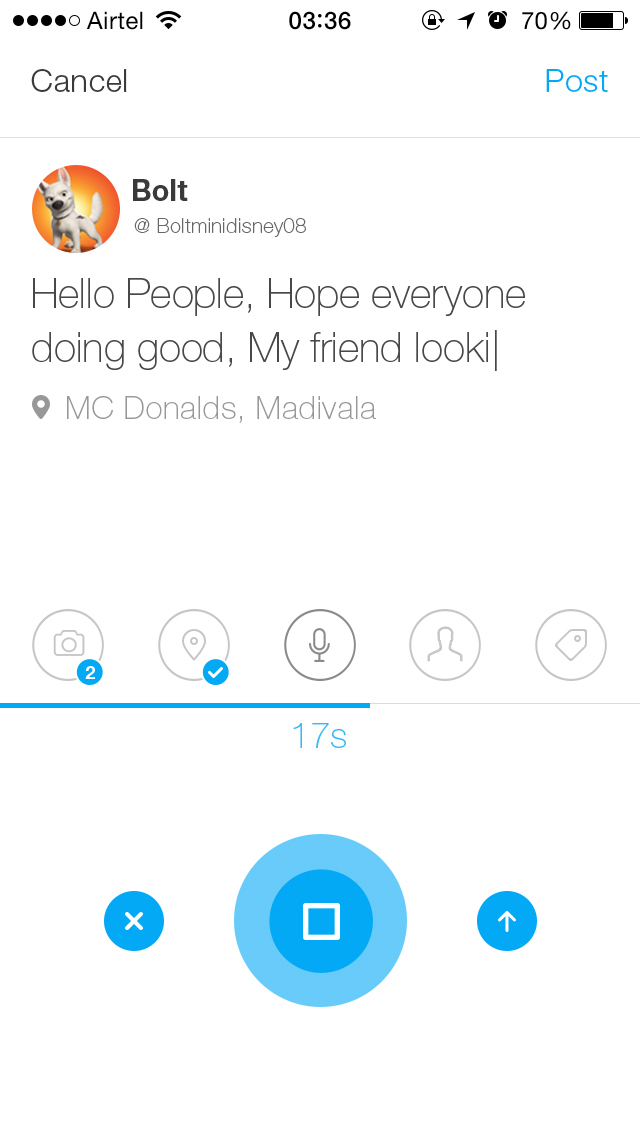 Airtel 03:36 70%
Cancel Post
Bolt
@ Boltminidisney08
Hello People, Hope everyone
doing good, My friend looki
MC Donalds, Madivala
2
17s